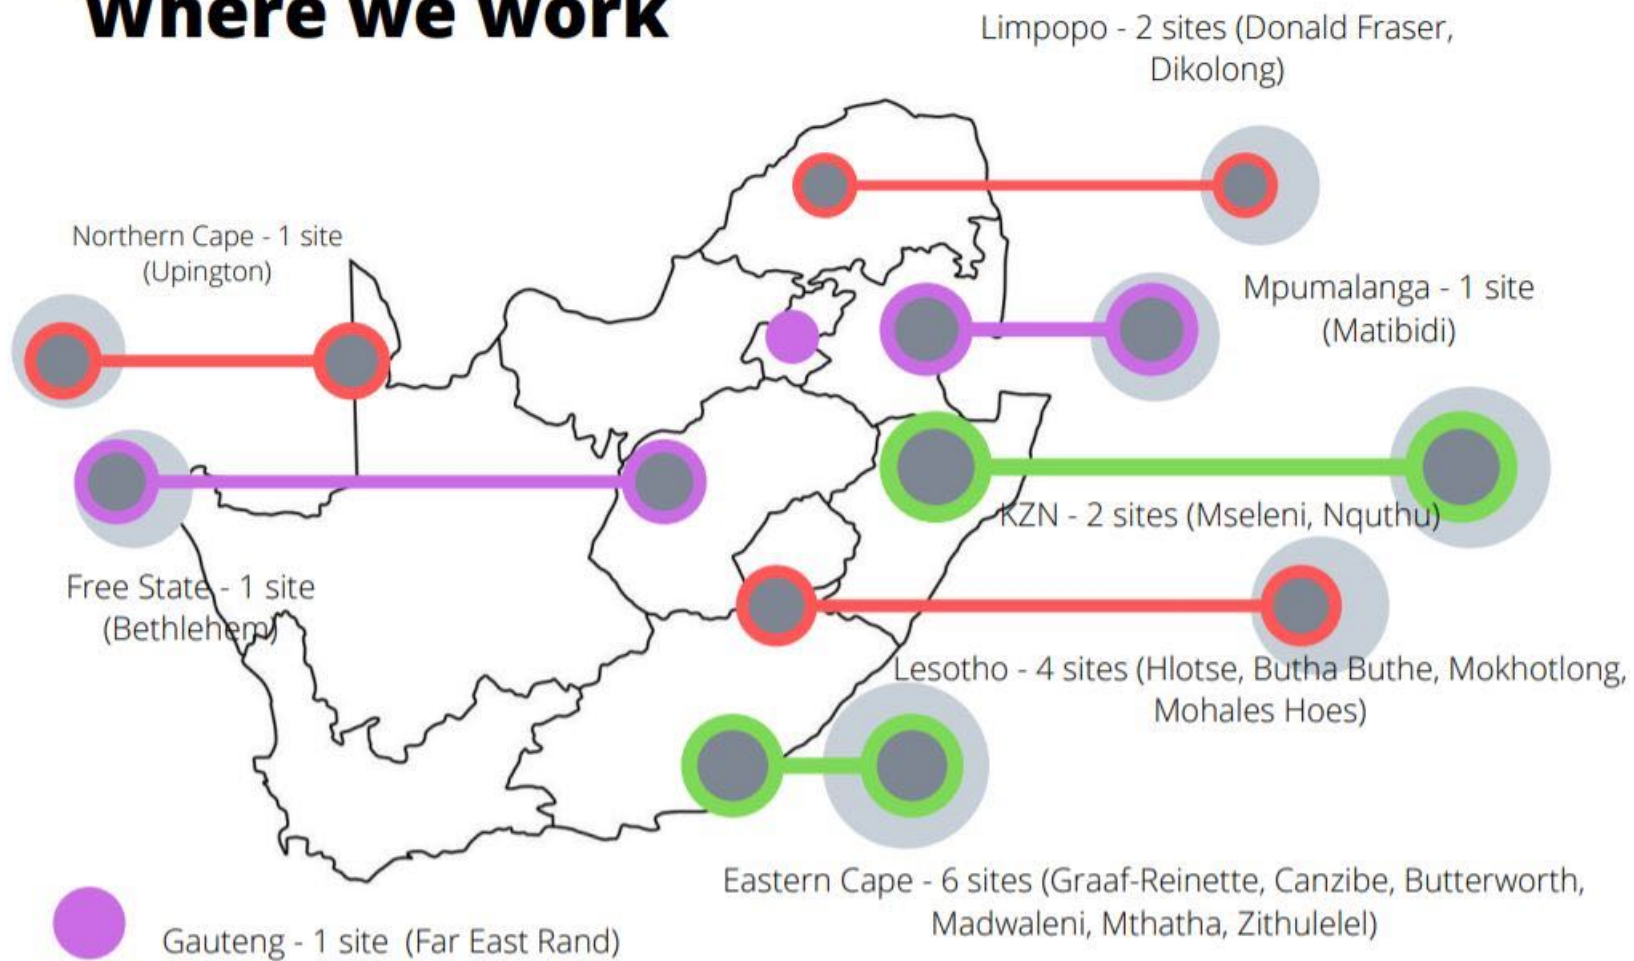 Where we work
Limpopo - 2 sites (Donald Fraser,
Dikolong)
Northern Cape - 1 site
(Upington)
Mpumalanga - 1 site
(Matibidi)
KZN - 2 sites (Mseleni, Nquthu)
Free State - 1 site
(Bethlehem)
Lesotho - 4 sites (Hlotse, Butha Buthe, Mokhotlong,
Mohales Hoes)
Eastern Cape - 6 sites (Graaf-Reinette, Canzibe, Butterworth,
Madwaleni, Mthatha, Zithulelel)
Gauteng - 1 site (Far East Rand)